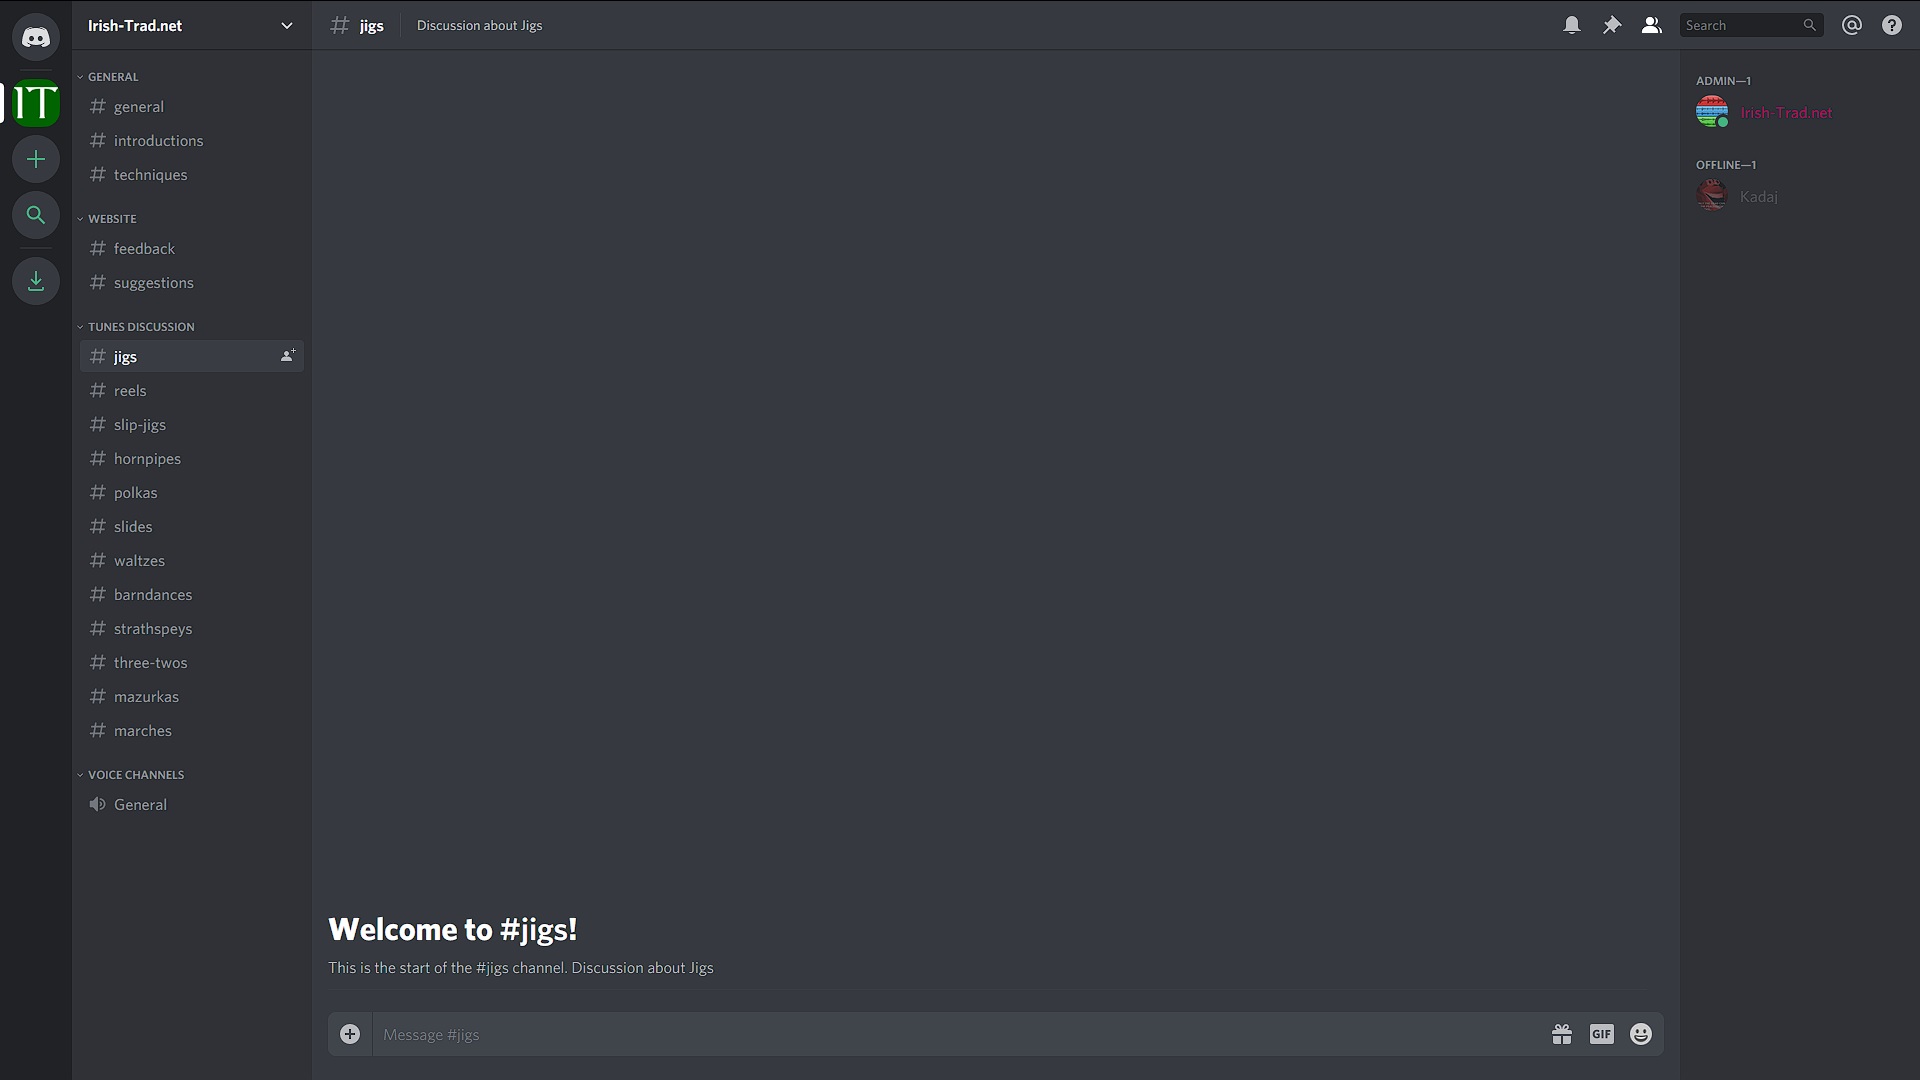 Irish-Trad.net
jigs
Discussion about Jigs
Search
IT
GENERAL
general
introductions
techniques
WEBSITE
feedback
suggestions
TUNES DISCUSSION
jigs
reels
slip-jigs
hornpipes
polkas
slides
waltzes
barndances
strathspeys
three-twos
mazurkas
marches
VOICE CHANNELS
General
Welcome to #jigs!
This is the start of the #jigs channel. Discussion about Jigs
Message #jigs
GIF
ADMIN—1
Irish-Trad.net
OFFLINE—1
Kadaj